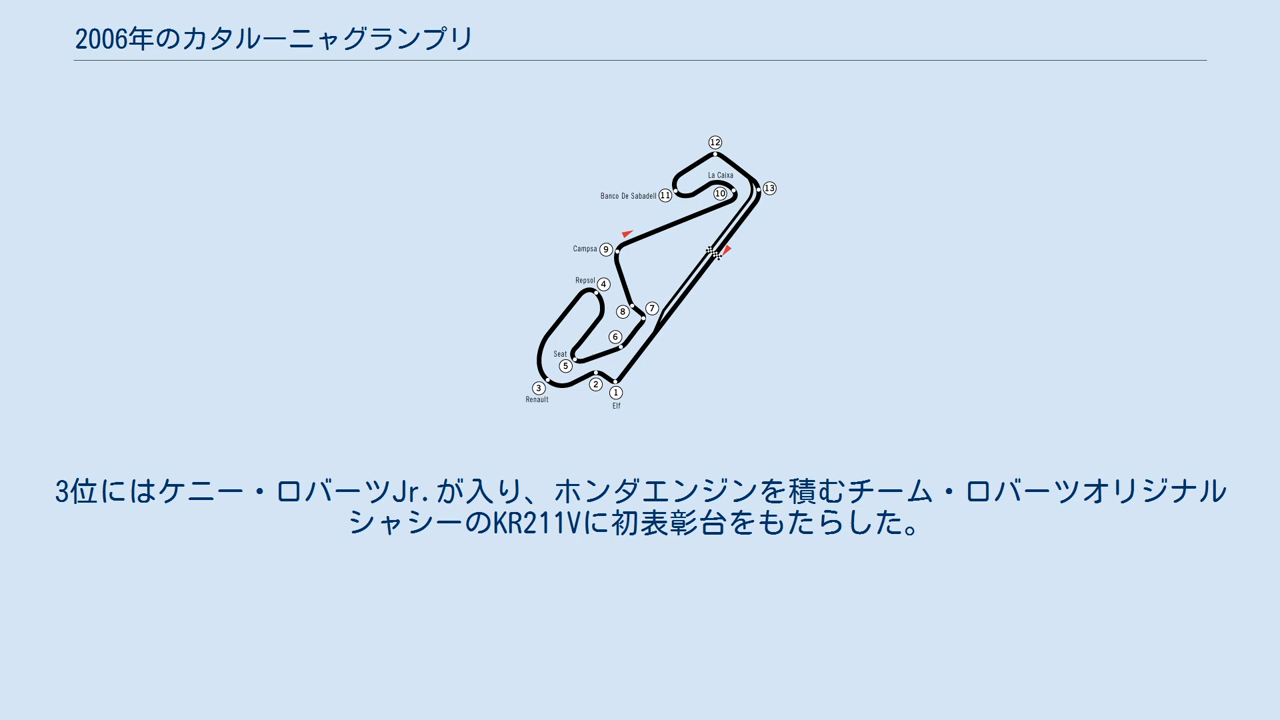 2006年のカタルーニャグランプリ
12
La Caixa
13
Banco De Sabadell
11
10
Campsa
9
Repsol
4
7
8
6
Seat
5
3
2
1
Renault
Elf
3位にはケニー・ロバーツJr.が入り、ホンダエンジンを積むチーム・ロバーツオリジナル
シャシーのKR211Vに初表彰台をもたらした。